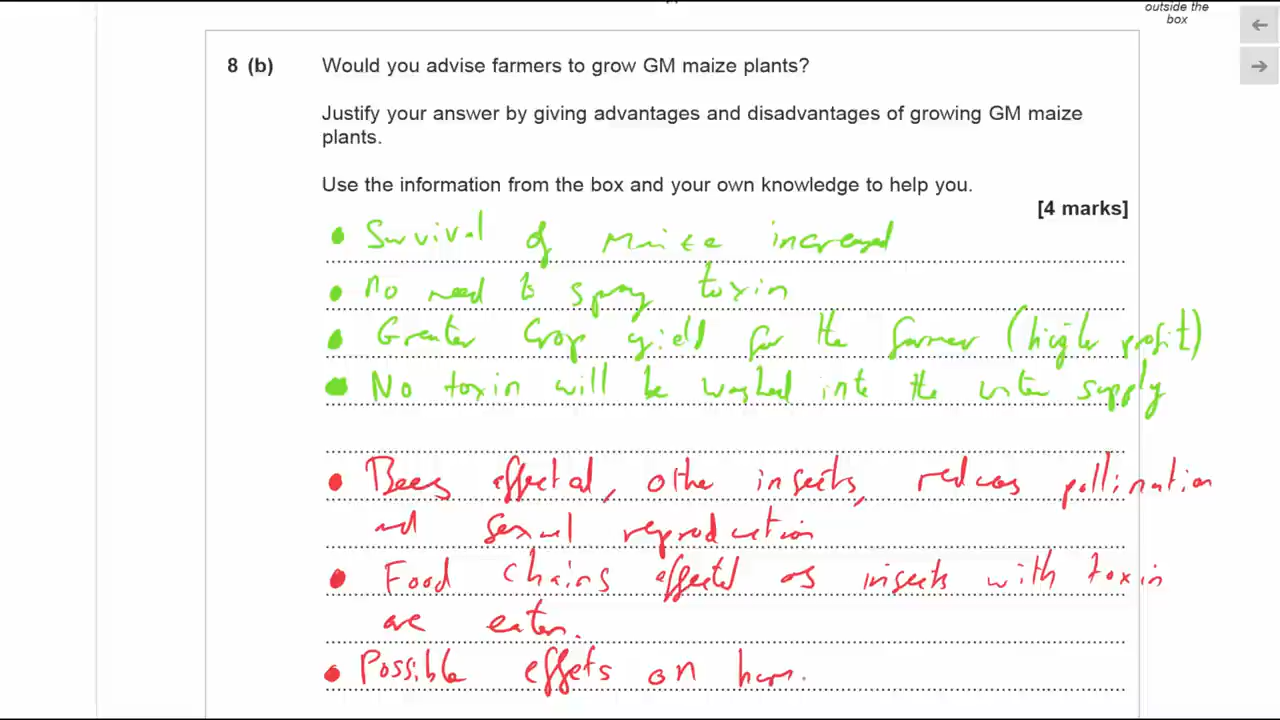 outside the
box
8 (b) Would you advise farmers to grow GM maize plants?
Justify your answer by giving advantages and disadvantages of growing GM maize
plants.
Use the information from the box and your own knowledge to help you.
[4 marks]
• Survival of Maize increased
• No need to spray toxin
• Greater Crop yield for the farmer (higher profit)
• No toxin will be washed into the water supply
• Bees effected, other insects, reduces pollination
and sexual reproduction
• Food chains effected as insects with toxin
are eaten.
• Possible effets on